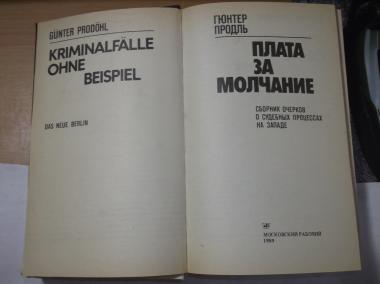 GÜNTER PRODÖHL
KRIMINALFÄLLE
OHNE
BEISPIEL
DAS NEUE BERLIN
ГЮНТЕР
ПРОДЛЬ
ПЛАТА
ЗА
МОЛЧАНИЕ
СБОРНИК ОЧЕРКОВ
О СУДЕБНЫХ ПРОЦЕССАХ
НА ЗАПАДЕ
МОСКОВСКИЙ РАБОЧИЙ
1989